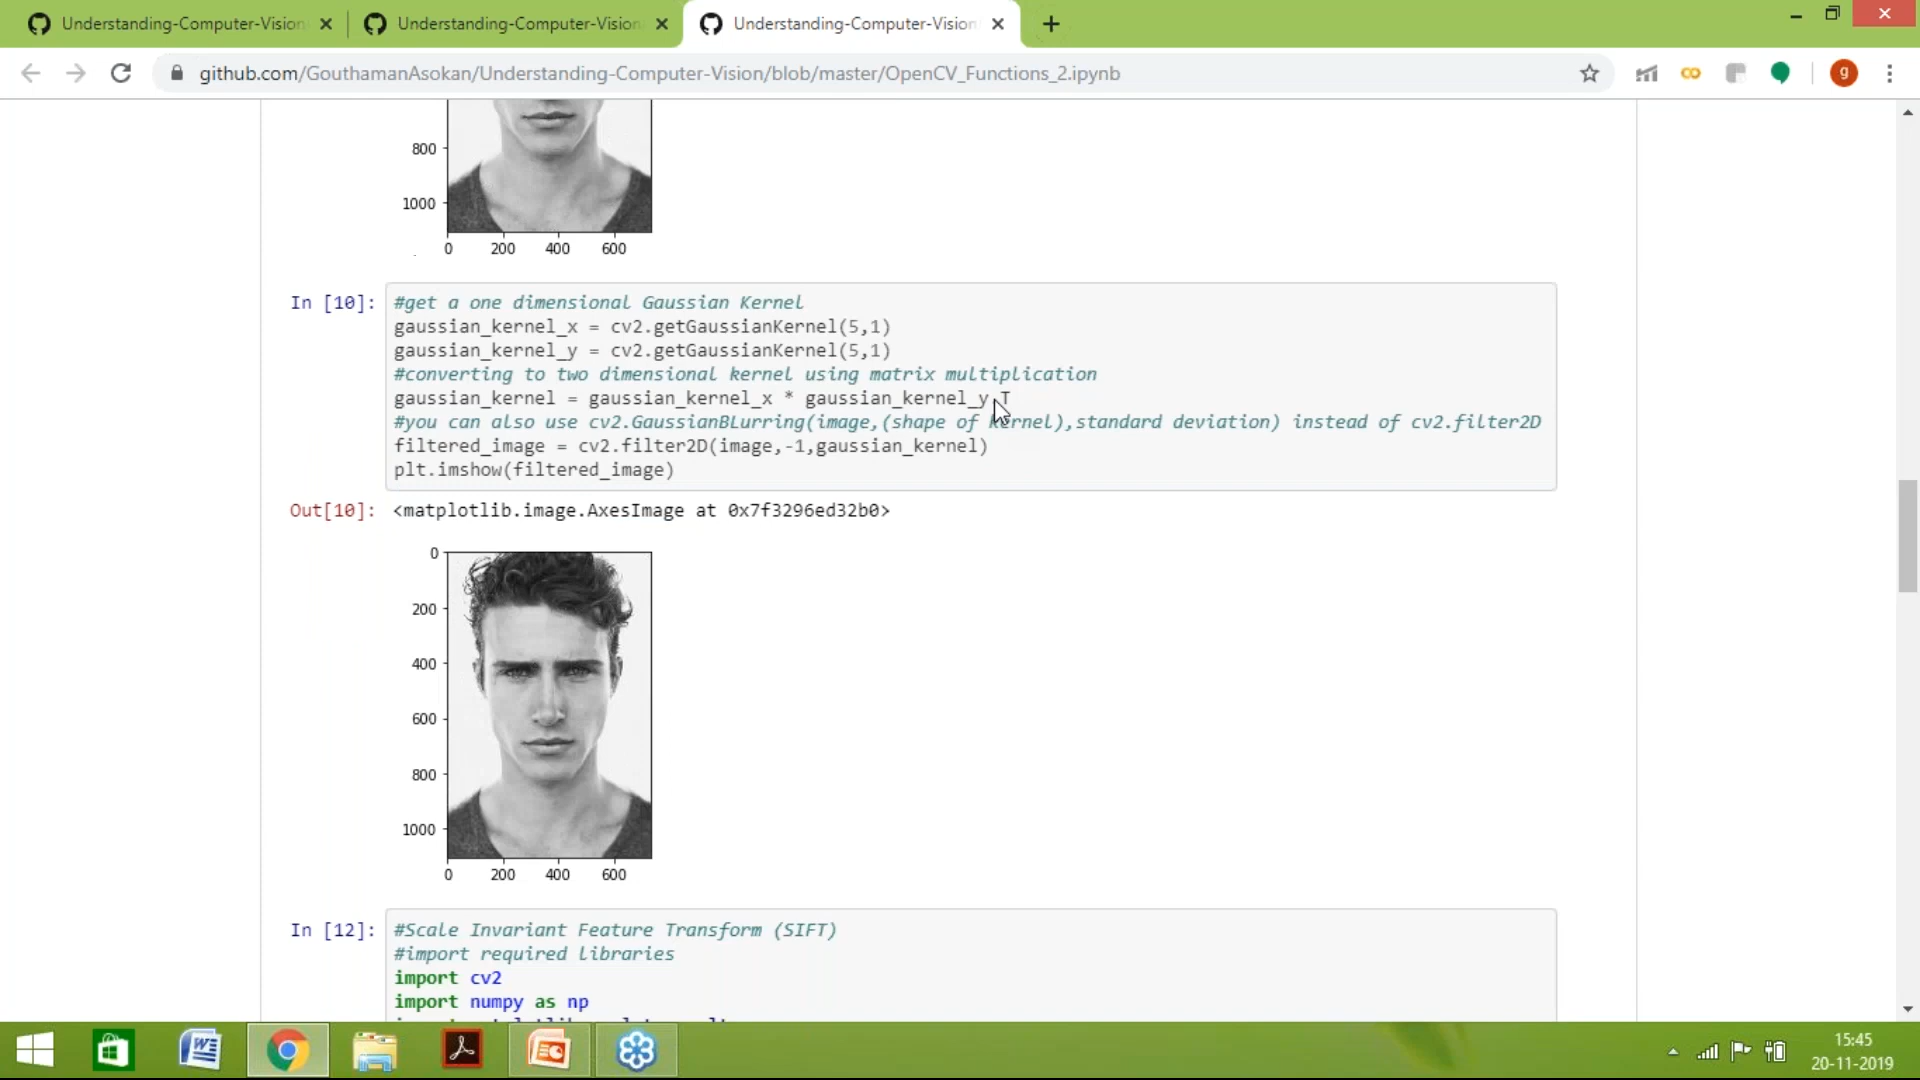 Understanding-Computer-Vision
Understanding-Computer-Vision
Understanding-Computer-Vision
github.com/GouthamanAsokan/Understanding-Computer-Vision/blob/master/OpenCV_Functions_2.ipynb
g
800
1000
0 200 400 600
In [10]:
#get a one dimensional Gaussian Kernel
gaussian_kernel_x = cv2.getGaussianKernel(5,1)
gaussian_kernel_y = cv2.getGaussianKernel(5,1)
#converting to two dimensional kernel using matrix multiplication
gaussian_kernel = gaussian_kernel_x * gaussian_kernel_y.T
#you can also use cv2.GaussianBLurring(image,(shape of kernel),standard deviation) instead of cv2.filter2D
filtered_image = cv2.filter2D(image,-1,gaussian_kernel)
plt.imshow(filtered_image)
Out[10]: <matplotlib.image.AxesImage at 0x7f3296ed32b0>
0
200
400
600
800
1000
0 200 400 600
In [12]:
#Scale Invariant Feature Transform (SIFT)
#import required libraries
import cv2
import numpy as np
15:45
20-11-2019